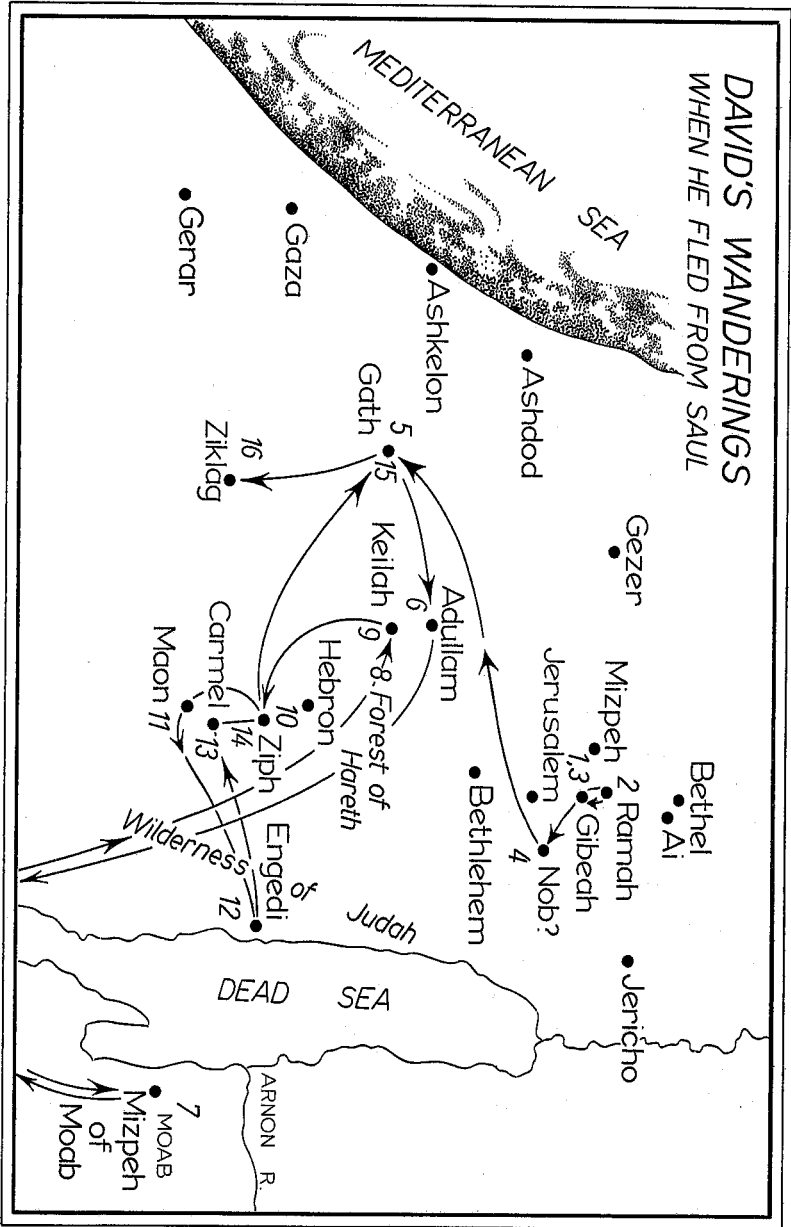 DAVID'S WANDERINGS
WHEN HE FLED FROM SAUL
MEDITERRANEAN SEA
Bethel
Ai
Gezer
Mizpeh
2 Ramah
1,3
Gibeah
Jericho
Jerusalem
Nob?
4
Ashdod
Bethlehem
Ashkelon
Adullam
6
5
Gath
15
Keilah
9
8. Forest of
Hareth
Gaza
Hebron
10
Ziph
14
Engedi
12
Wilderness of Judah
16
Ziklag
Carmel
13
Maon 11
Gerar
DEAD SEA
ARNON R.
7
MOAB
Mizpeh
of
Moab